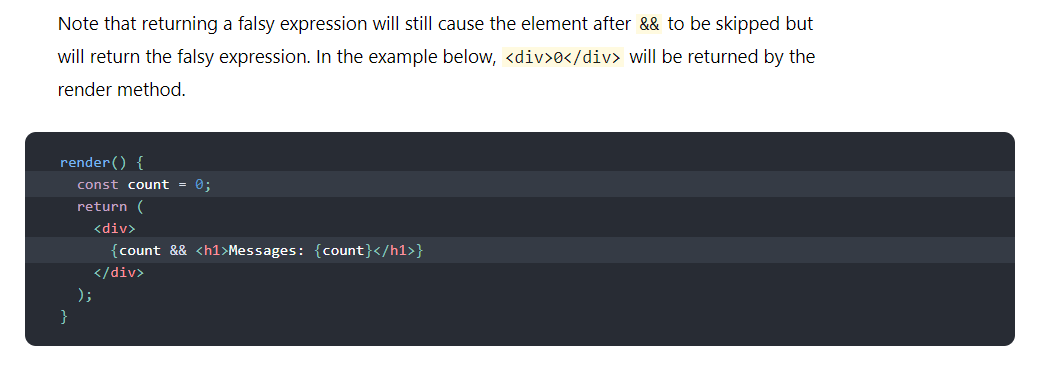 Note that returning a falsy expression will still cause the element after && to be skipped but
will return the falsy expression. In the example below, <div>0</div> will be returned by the
render method.
render() {
  const count = 0;
  return (
    <div>
      {count && <h1>Messages: {count}</h1>}
    </div>
  );
}